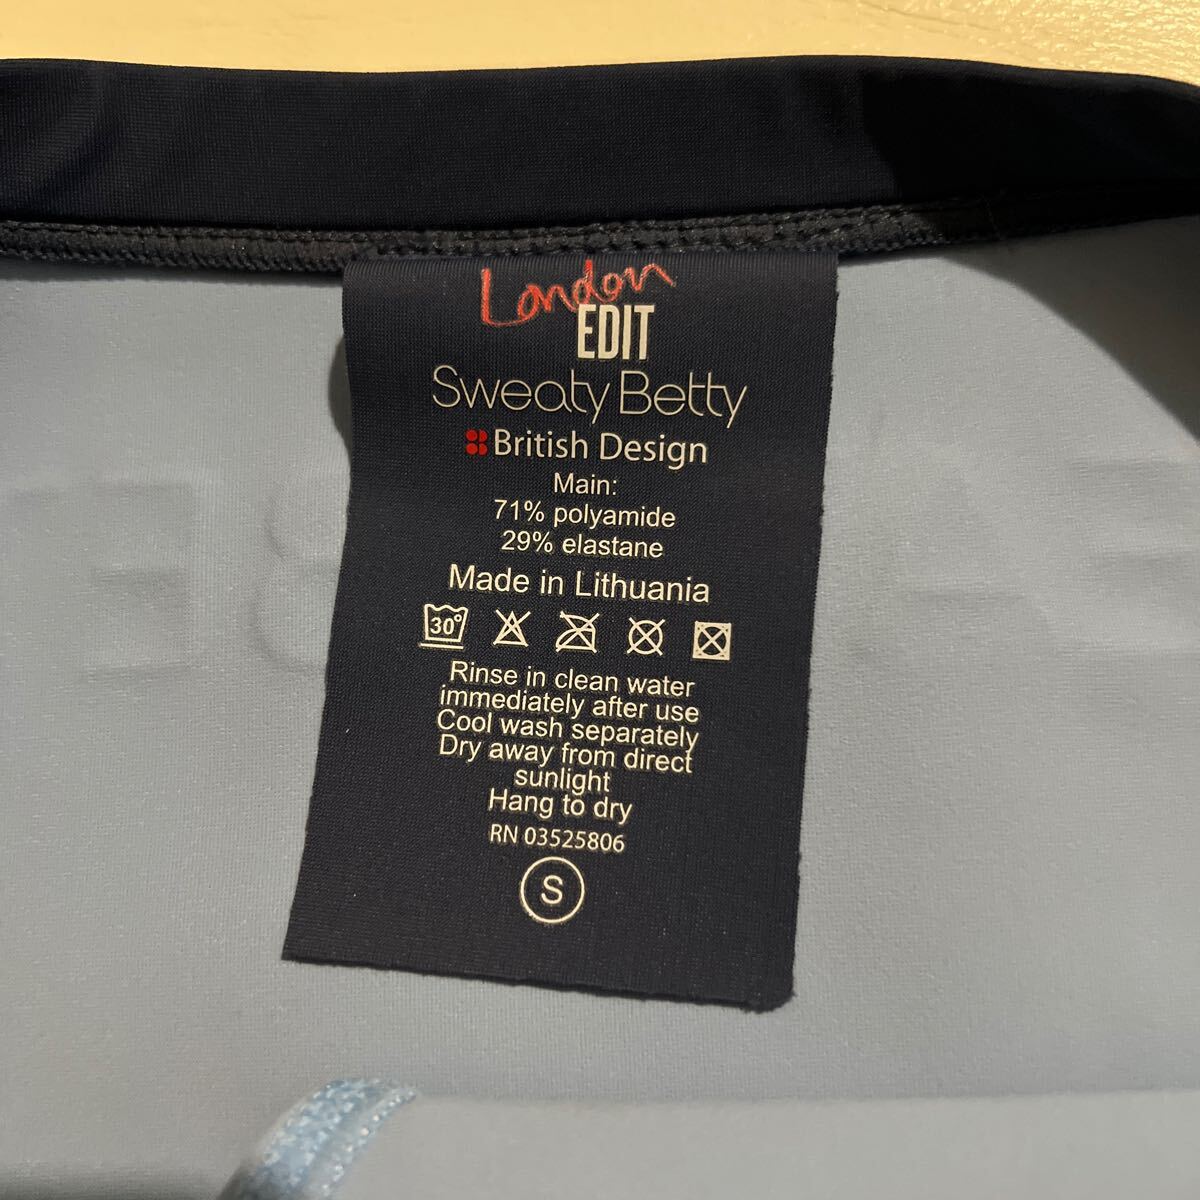 London
EDIT
Sweaty Betty
British Design
Main:
71% polyamide
29% elastane
Made in Lithuania
30°
Rinse in clean water
immediately after use
Cool wash separately
Dry away from direct
sunlight
Hang to dry
RN 03525806
S